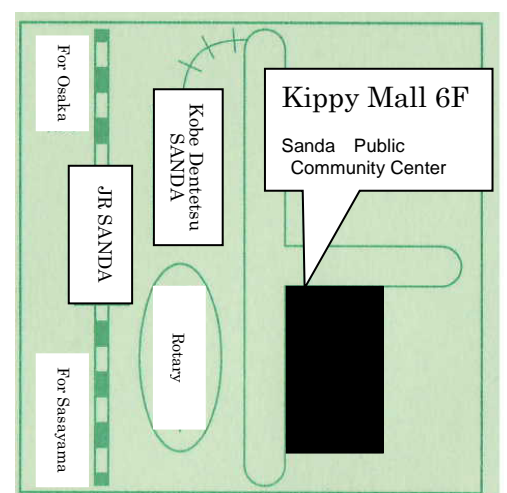 For Osaka
Kobe Dentetsu
SANDA
Kippy Mall 6F
Sanda Public
Community Center
JR SANDA
Rotary
For Sasayama